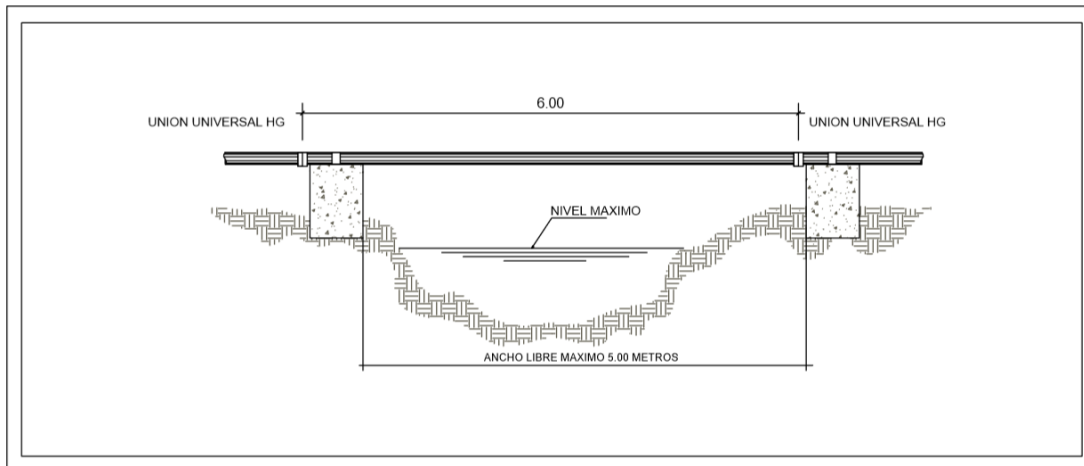 6.00
UNION UNIVERSAL HG
UNION UNIVERSAL HG
NIVEL MAXIMO
ANCHO LIBRE MAXIMO 5.00 METROS